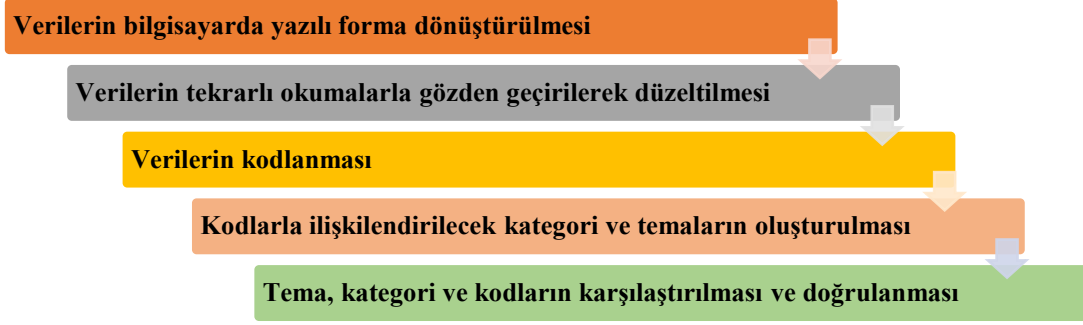 Verilerin bilgisayarda yazılı forma dönüştürülmesi
Verilerin tekrarlı okumalarla gözden geçirilerek düzeltilmesi
Verilerin kodlanması
Kodlarla ilişkilendirilecek kategori ve temaların oluşturulması
Tema, kategori ve kodların karşılaştırılması ve doğrulanması